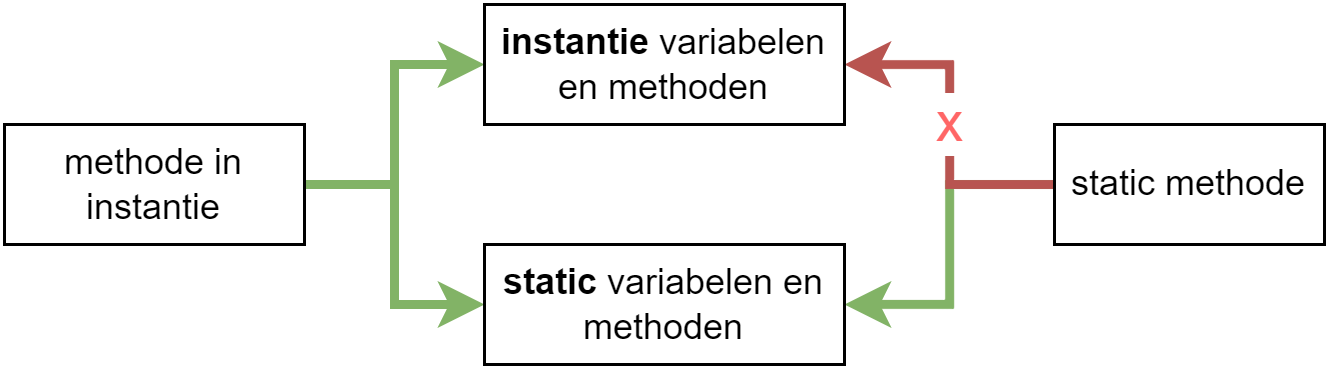 instantie variabelen
en methoden
X
methode in
instantie
static methode
static variabelen en
methoden